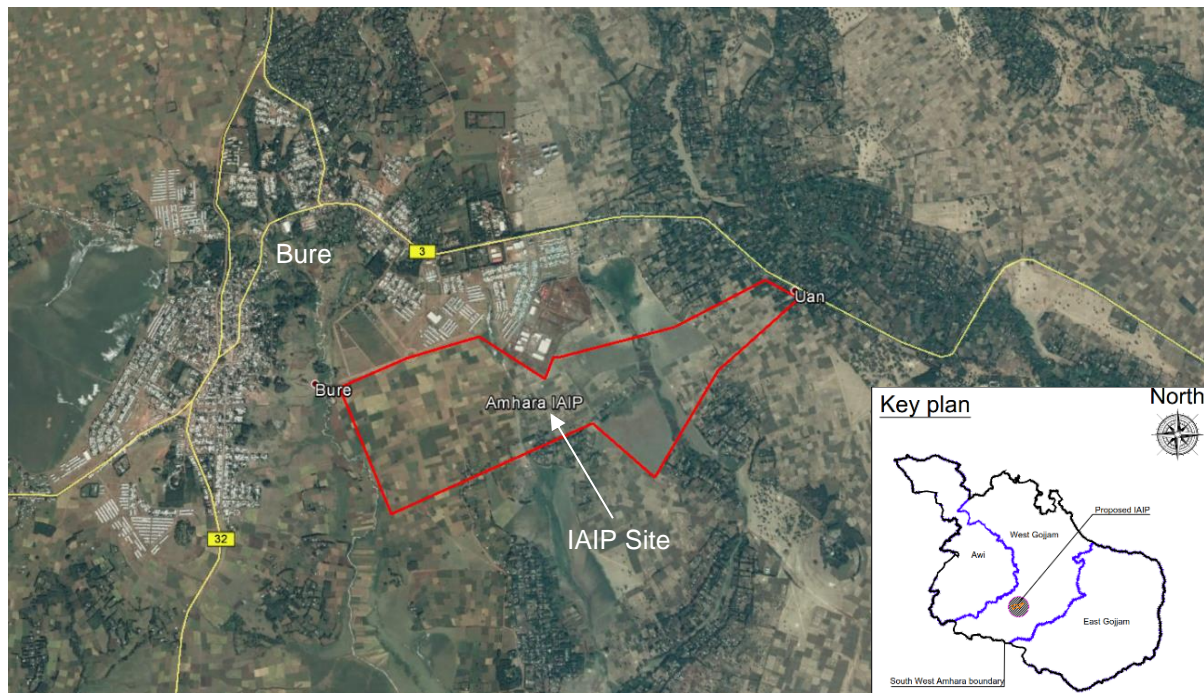 Bure
3
Uan
Bure
Amhara IAIP
IAIP Site
32
Key plan
North
Proposed IAIP
West Gojjam
Awi
East Gojjam
South West Amhara boundary